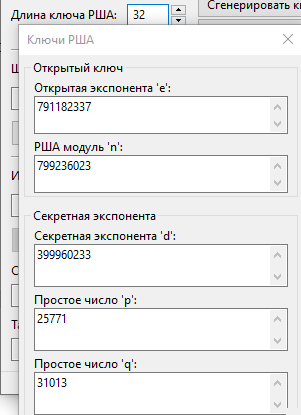 Длина ключа РША: 32
Сгенерировать к
Ключи РША
Открытый ключ
Открытая экспонента 'e':
791182337
РША модуль 'n':
799236023
Секретная экспонента
Секретная экспонента 'd':
399960233
Простое число 'p':
25771
Простое число 'q':
31013